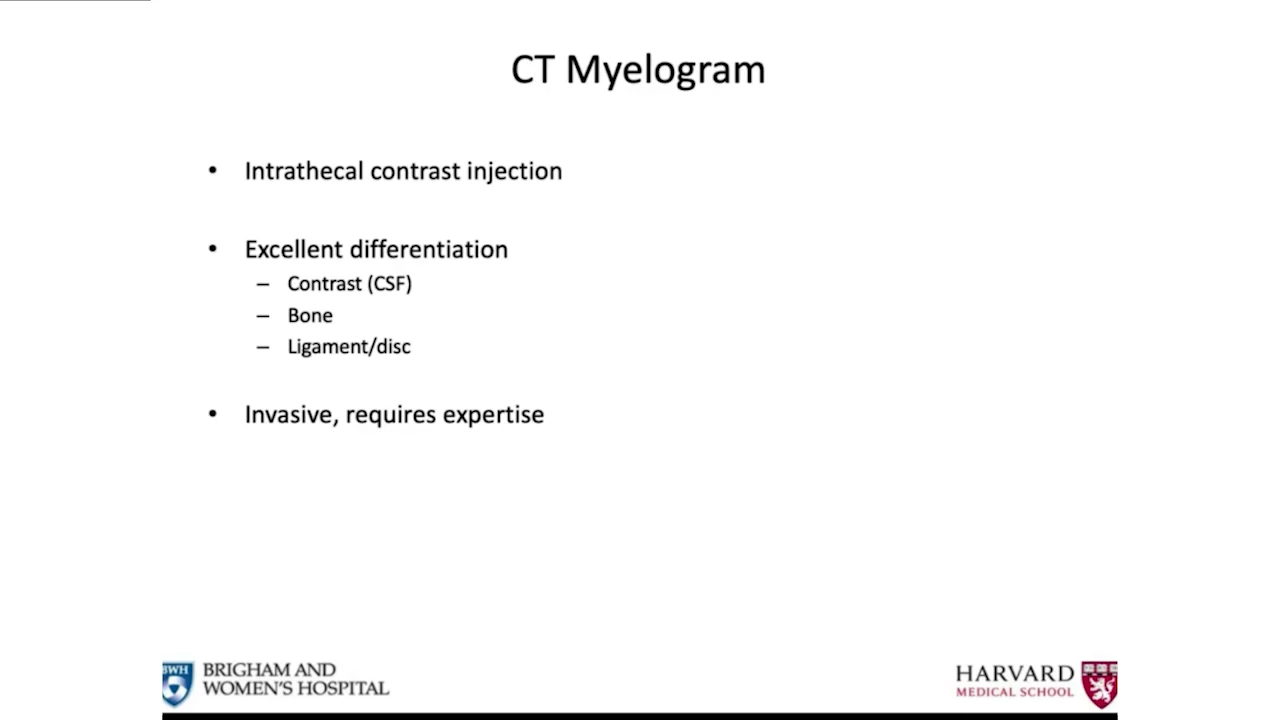 CT Myelogram
• Intrathecal contrast injection
• Excellent differentiation
– Contrast (CSF)
– Bone
– Ligament/disc
• Invasive, requires expertise
BWH
BRIGHAM AND
WOMEN'S HOSPITAL
HARVARD
MEDICAL SCHOOL